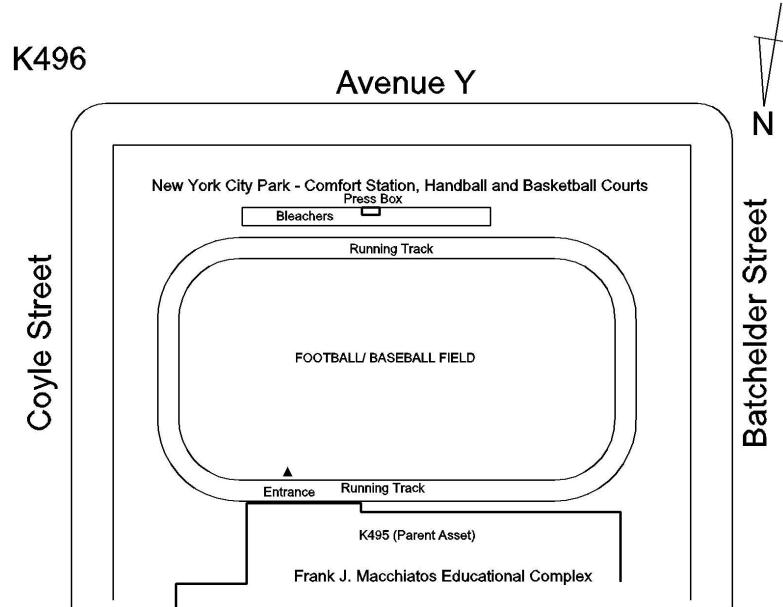 K496
Avenue Y
N
New York City Park - Comfort Station, Handball and Basketball Courts
Press Box
Bleachers
Running Track
Coyle Street
Batchelder Street
FOOTBALL/ BASEBALL FIELD
Entrance
Running Track
K495 (Parent Asset)
Frank J. Macchiatos Educational Complex